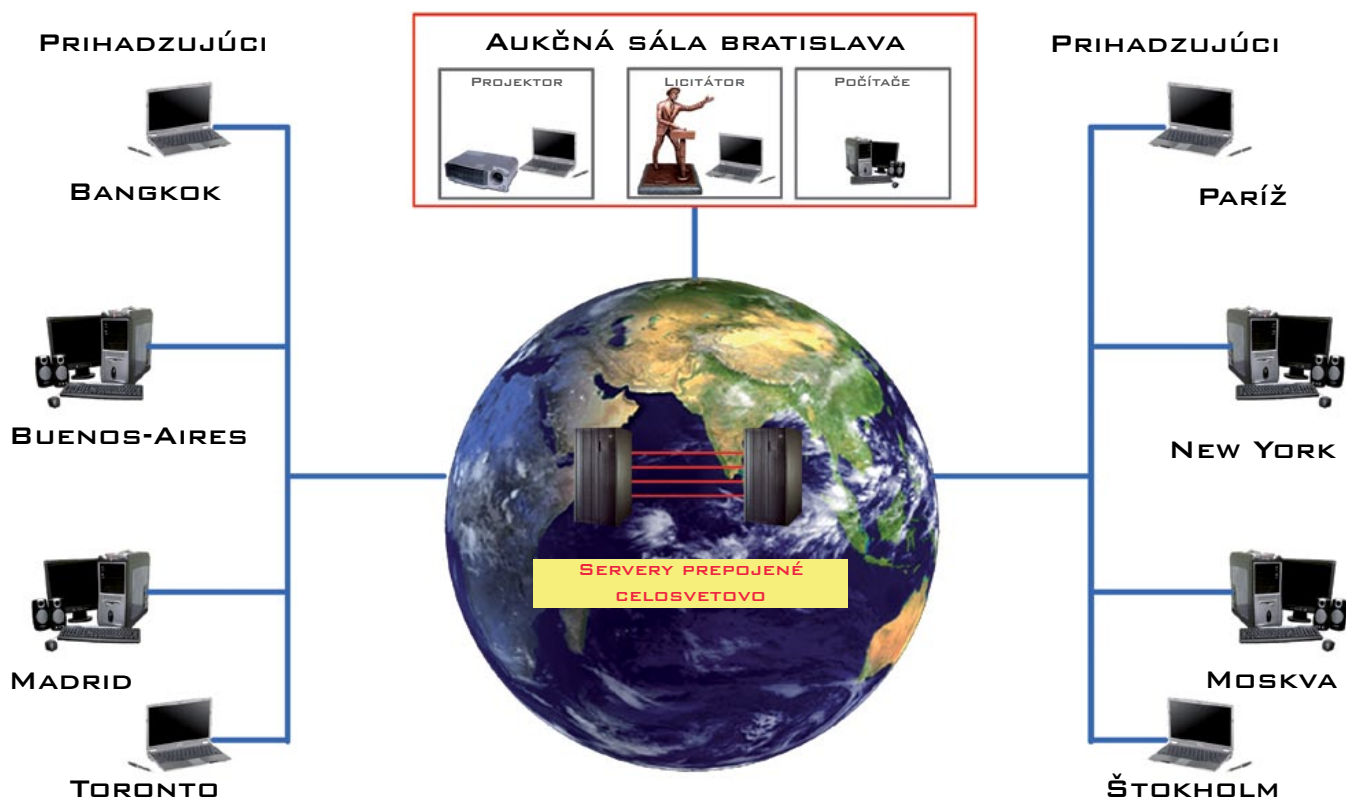 Prihadzujúci
Aukčná sála Bratislava
Prihadzujúci
Projektor
Licitátor
Počítače
Bangkok
Paríž
Buenos-Aires
New York
Servery prepojené
celosvetovo
Madrid
Moskva
Toronto
Štokholm